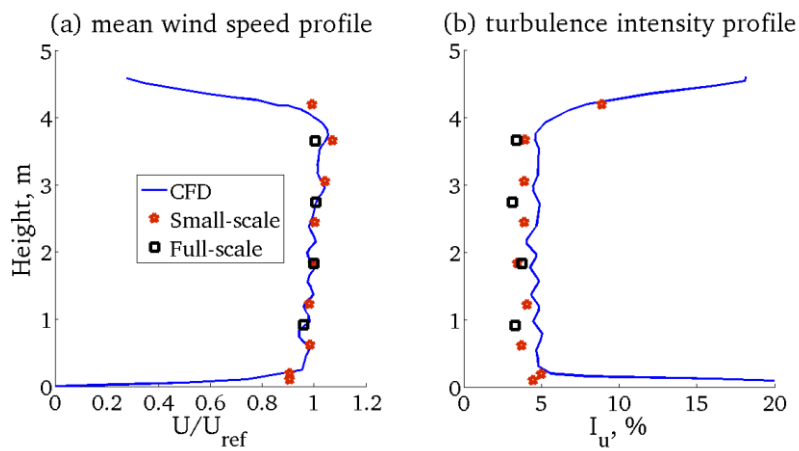 (a) mean wind speed profile
(b) turbulence intensity profile
5
4
3
2
1
0
Height, m
CFD
Small-scale
Full-scale
0 0.2 0.4 0.6 0.8 1 1.2
U/U_ref
5
4
3
2
1
0
0 5 10 15 20
I_u, %